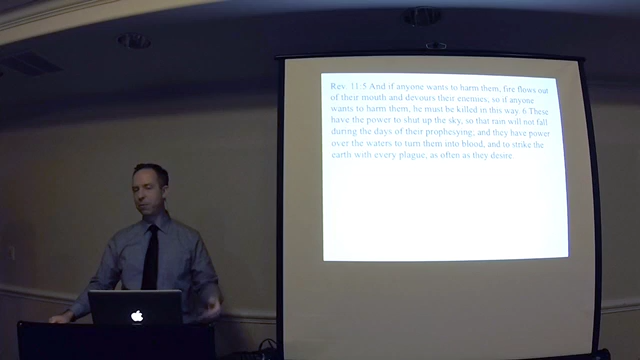 Rev. 11:5 And if anyone wants to harm them, fire flows out
of their mouth and devours their enemies, so if anyone
wants to harm them, he must be killed in this way. 6 These
have the power to shut up the sky, so that rain will not fall
during the days of their prophesying, and they have power
over the waters to turn them into blood, and to strike the
earth with every plague, as often as they desire.